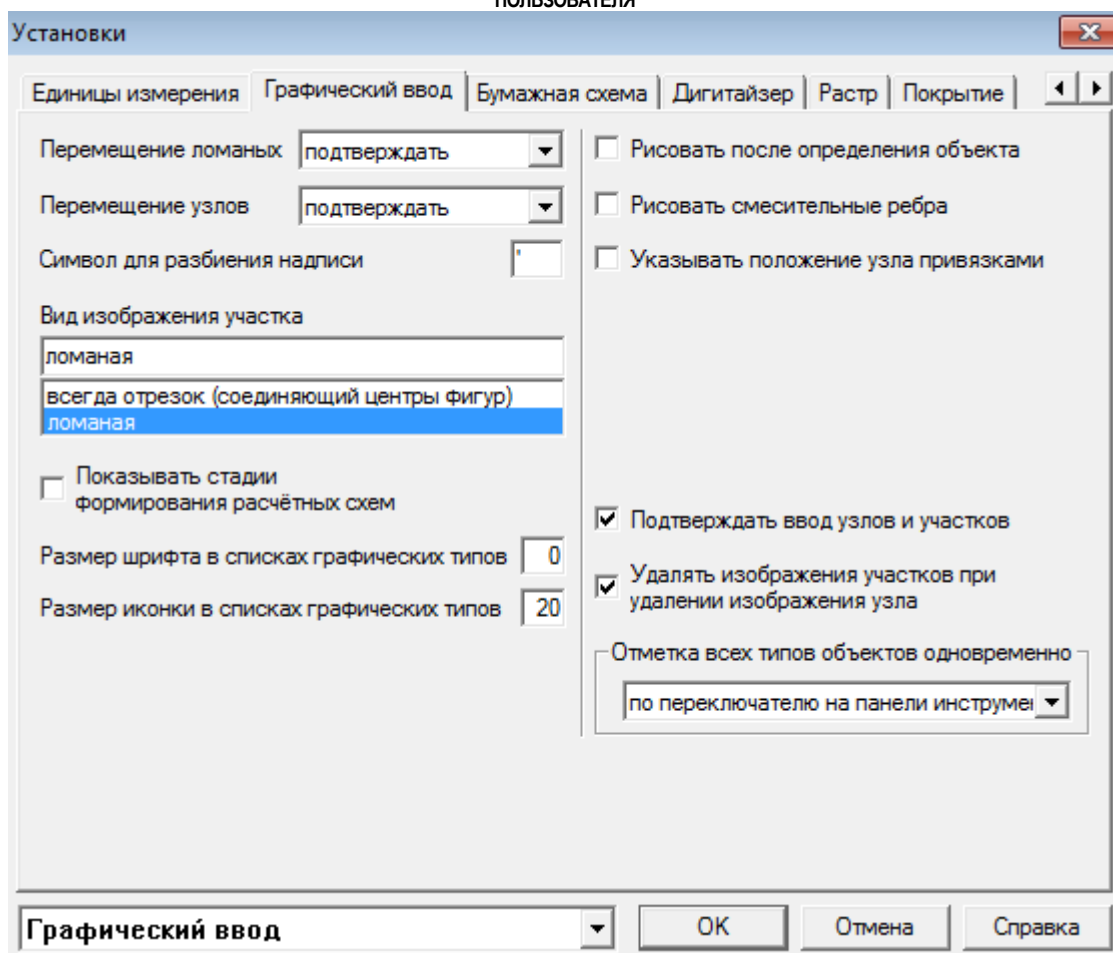 ПОЛЬЗОВАТЕЛЯ
Установки
Единицы измерения
Графический ввод
Бумажная схема
Дигитайзер
Растр
Покрытие
Перемещение ломаных
подтверждать
Перемещение узлов
подтверждать
Символ для разбиения надписи
'
Вид изображения участка
ломаная
всегда отрезок (соединяющий центры фигур)
ломаная
Показывать стадии
формирования расчётных схем
Размер шрифта в списках графических типов
0
Размер иконки в списках графических типов
20
Рисовать после определения объекта
Рисовать смесительные ребра
Указывать положение узла привязками
Подтверждать ввод узлов и участков
Удалять изображения участков при
удалении изображения узла
Отметка всех типов объектов одновременно
по переключателю на панели инструмен
Графический ввод
OK
Отмена
Справка